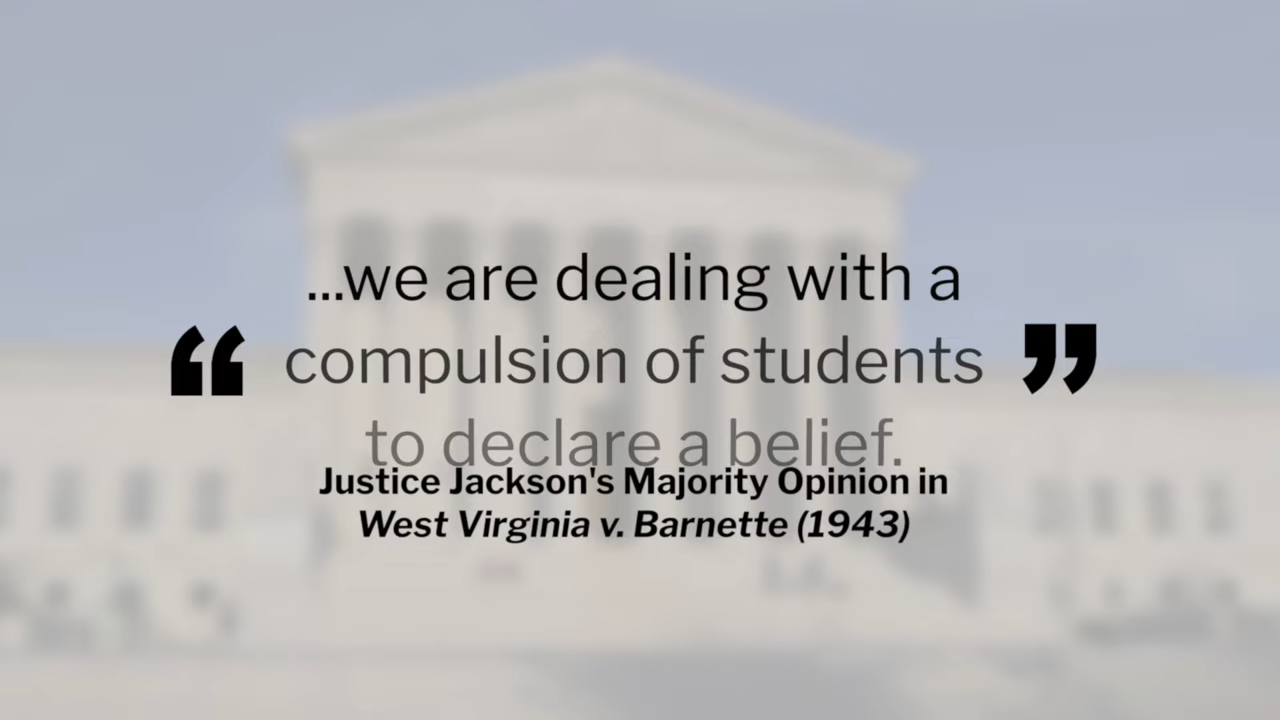 ...we are dealing with a
“ compulsion of students ”
to declare a belief.
Justice Jackson's Majority Opinion in
West Virginia v. Barnette (1943)